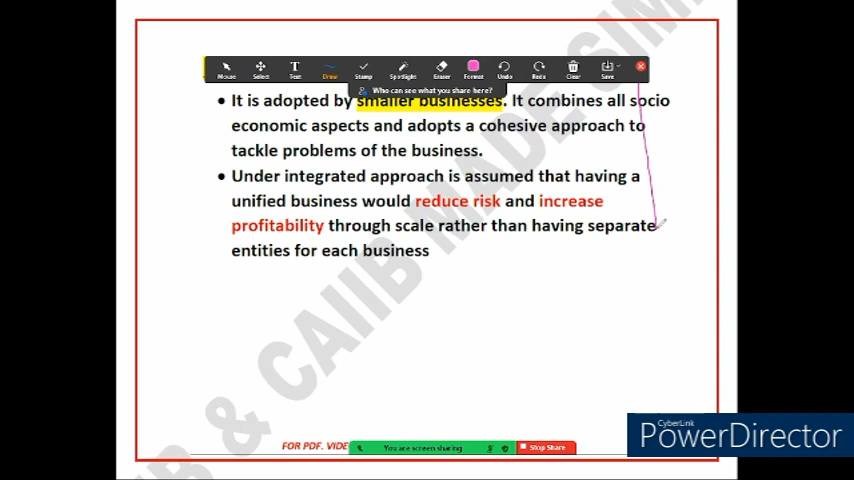 Mouse Select Text Draw Stamp Spotlight Eraser Format Undo Redo Clear Save
Who can see what you share here?
• It is adopted by smaller businesses. It combines all socio
economic aspects and adopts a cohesive approach to
tackle problems of the business.
• Under integrated approach is assumed that having a
unified business would reduce risk and increase
profitability through scale rather than having separate
entities for each business
& CAIIB MADE SIM
FOR PDF. VIDE
You are screen sharing
Stop Share
CyberLink
PowerDirector